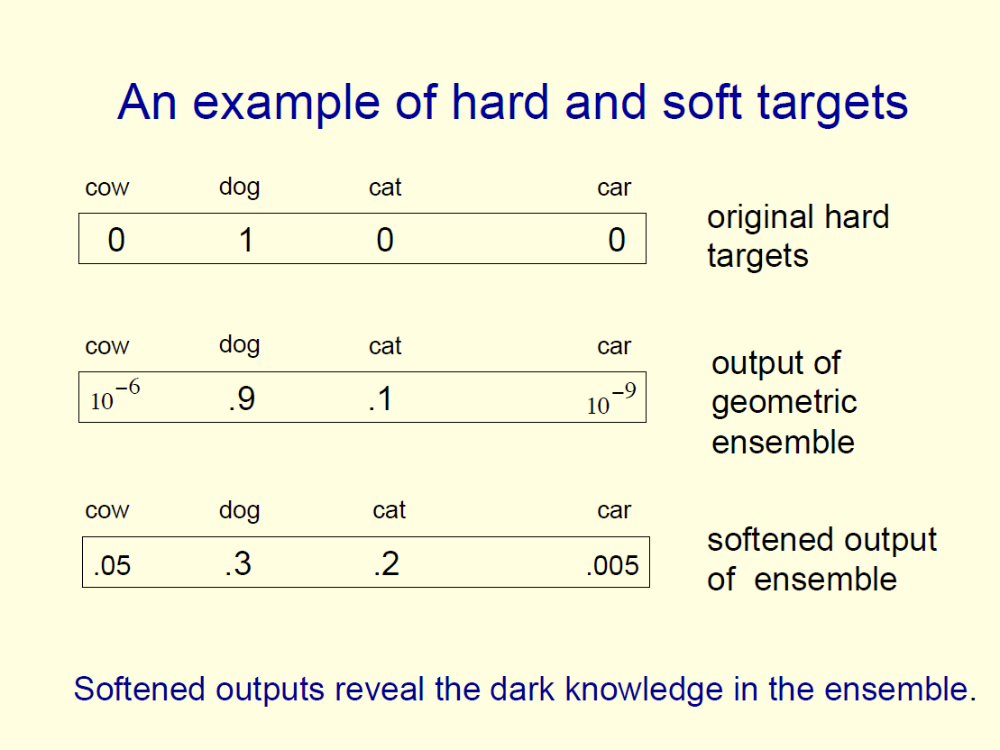 An example of hard and soft targets
cow dog cat car
0 1 0 0
original hard
targets
cow dog cat car
10⁻⁶ .9 .1 10⁻⁹
output of
geometric
ensemble
cow dog cat car
.05 .3 .2 .005
softened output
of ensemble
Softened outputs reveal the dark knowledge in the ensemble.